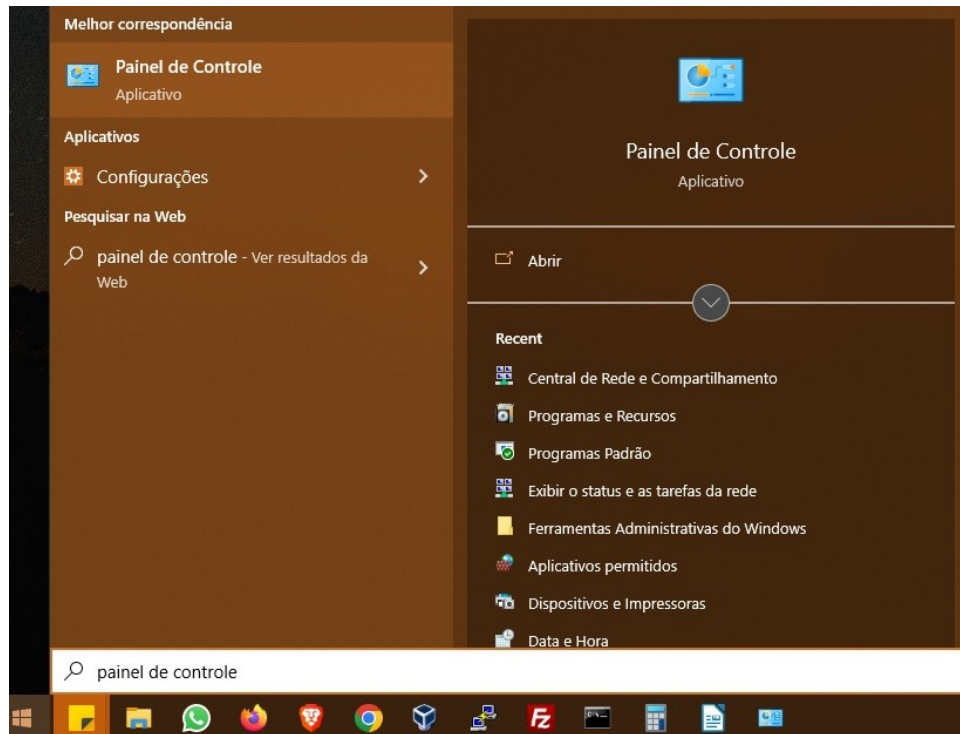 Melhor correspondência
Painel de Controle
Aplicativo
Aplicativos
Configurações
Pesquisar na Web
painel de controle - Ver resultados da
Web
Painel de Controle
Aplicativo
Abrir
Recent
Central de Rede e Compartilhamento
Programas e Recursos
Programas Padrão
Exibir o status e as tarefas da rede
Ferramentas Administrativas do Windows
Aplicativos permitidos
Dispositivos e Impressoras
Data e Hora
painel de controle
Fz